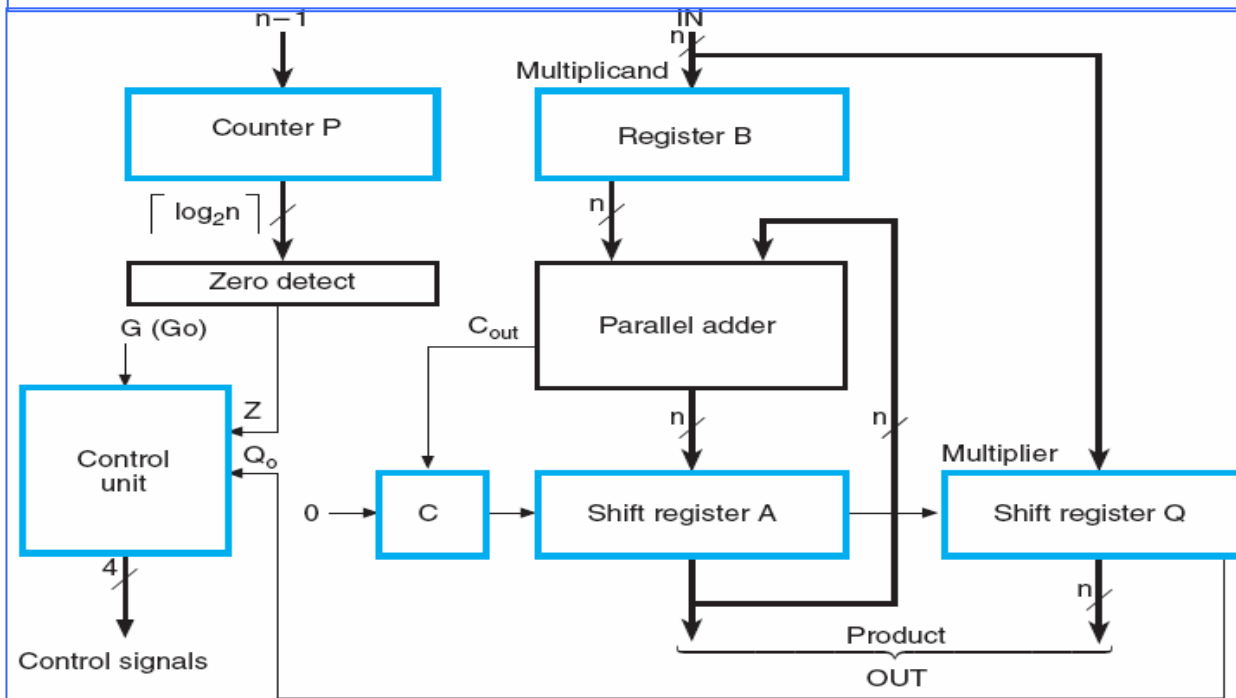 n−1
IN
n
Multiplicand
Counter P
Register B
⌈log₂n⌉
n
Zero detect
G (Go)
Cout
Parallel adder
Z
n
n
Qo
Multiplier
Control
unit
0
C
Shift register A
Shift register Q
4
n
Product
Control signals
OUT